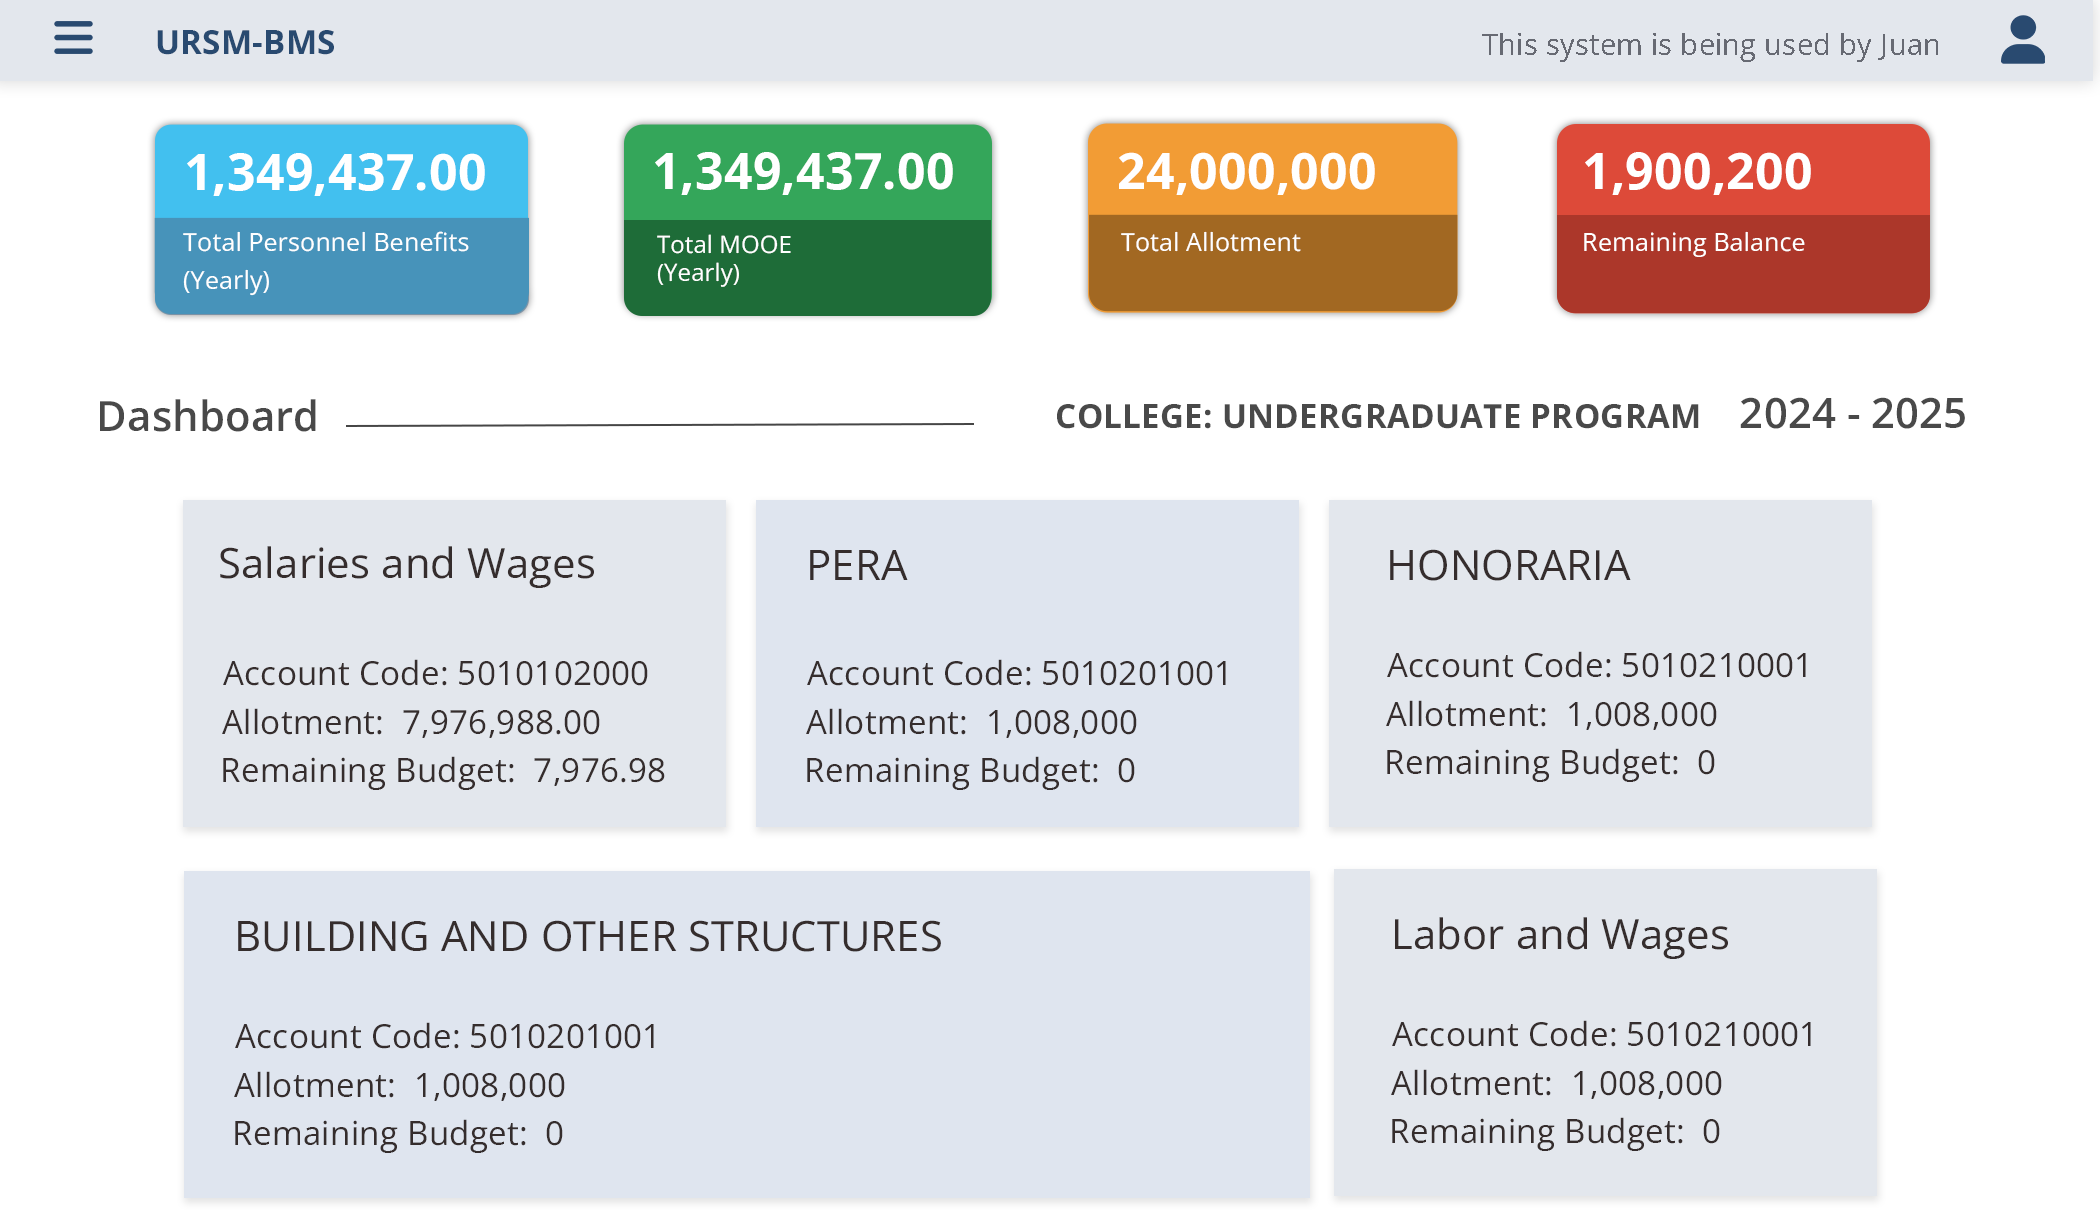 URSM-BMS
This system is being used by Juan
1,349,437.00
Total Personnel Benefits
(Yearly)
1,349,437.00
Total MOOE
(Yearly)
24,000,000
Total Allotment
1,900,200
Remaining Balance
Dashboard
COLLEGE: UNDERGRADUATE PROGRAM 2024 - 2025
Salaries and Wages
Account Code: 5010102000
Allotment: 7,976,988.00
Remaining Budget: 7,976.98
PERA
Account Code: 5010201001
Allotment: 1,008,000
Remaining Budget: 0
HONORARIA
Account Code: 5010210001
Allotment: 1,008,000
Remaining Budget: 0
BUILDING AND OTHER STRUCTURES
Account Code: 5010201001
Allotment: 1,008,000
Remaining Budget: 0
Labor and Wages
Account Code: 5010210001
Allotment: 1,008,000
Remaining Budget: 0